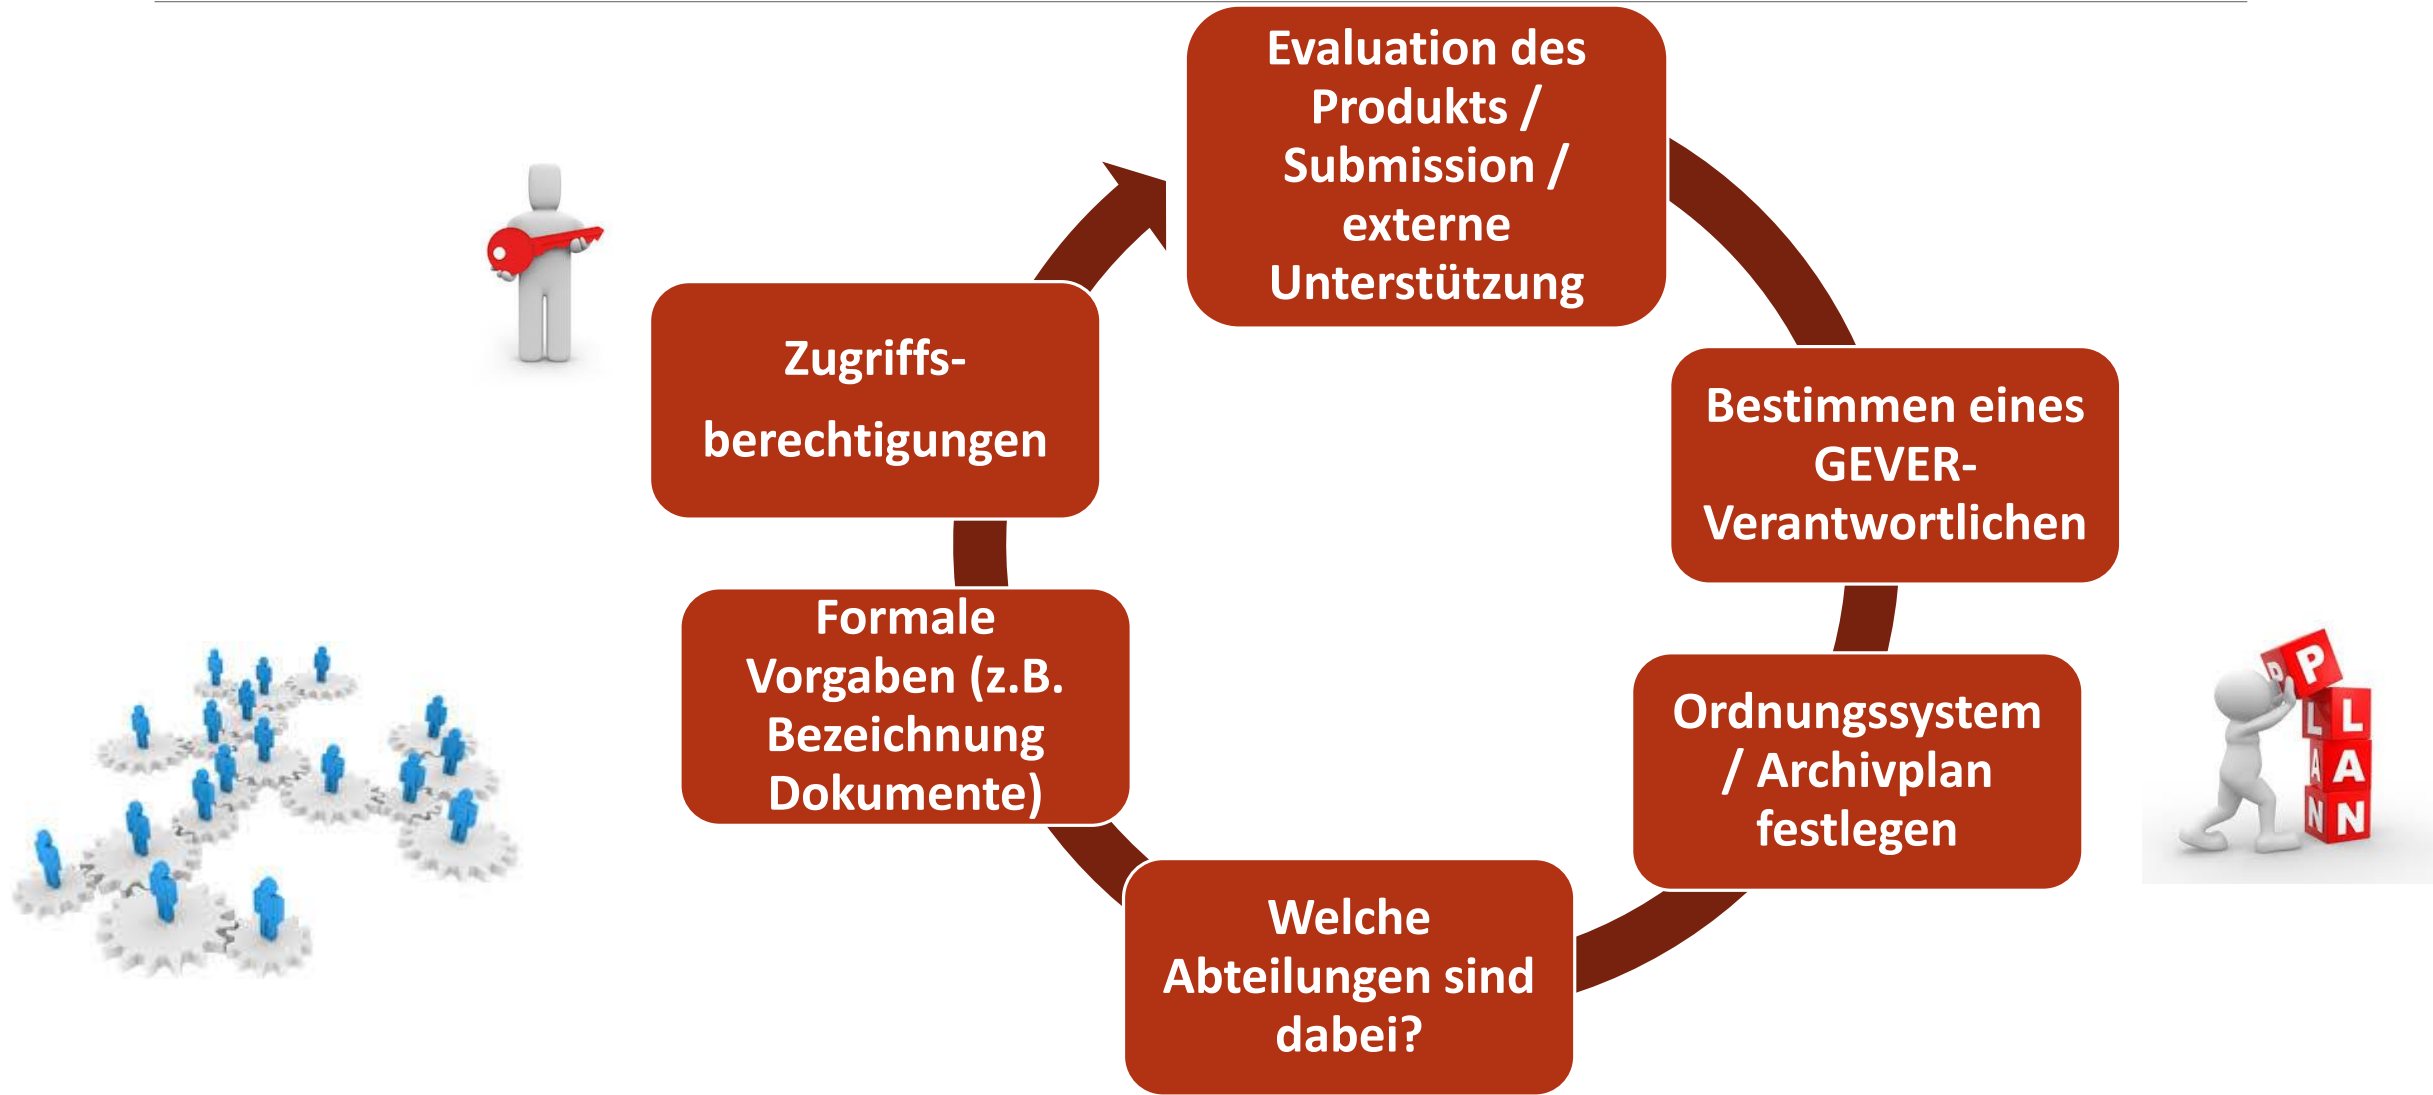 Evaluation des
Produkts /
Submission /
externe
Unterstützung
Bestimmen eines
GEVER-
Verantwortlichen
Ordnungssystem
/ Archivplan
festlegen
Welche
Abteilungen sind
dabei?
Formale
Vorgaben (z.B.
Bezeichnung
Dokumente)
Zugriffs-
berechtigungen
P P
L L
A A
N N